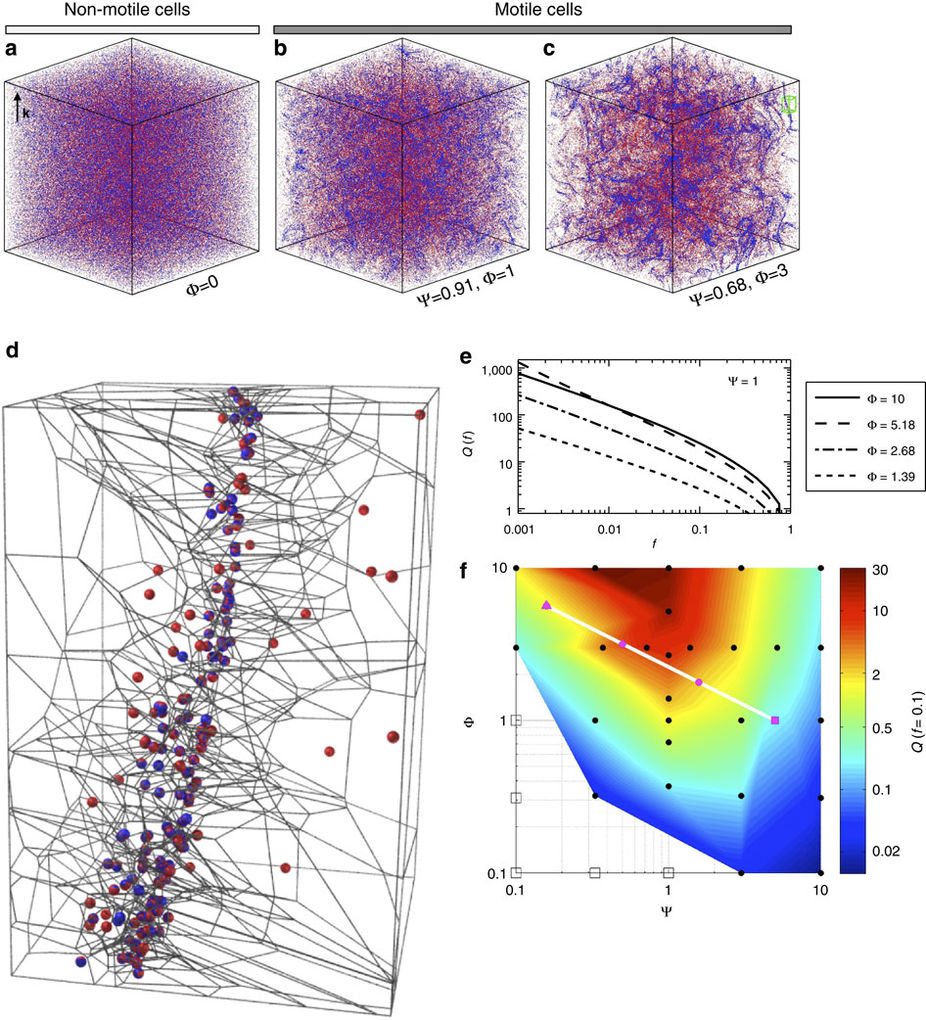 Non-motile cells
Motile cells
a
b
c
k
Φ=0
Ψ=0.91, Φ=1
Ψ=0.68, Φ=3
d
e
1,000
100
10
1
Q (f)
Ψ = 1
0.001
0.01
0.1
1
f
Φ = 10
Φ = 5.18
Φ = 2.68
Φ = 1.39
f
10
1
0.1
Φ
0.1
1
10
Ψ
30
10
2
0.5
0.1
0.02
Q (f= 0.1)